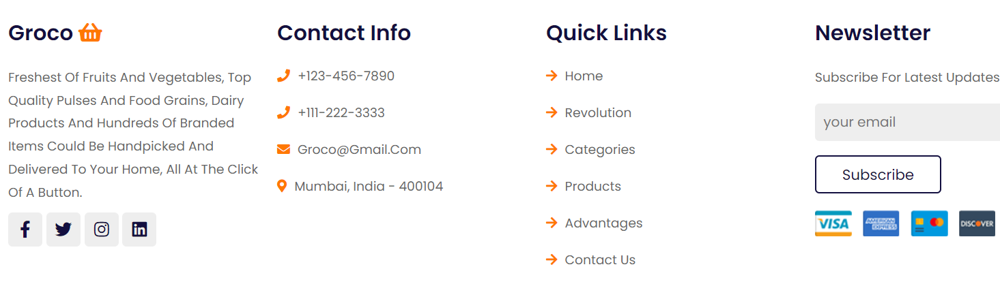 Groco
Freshest Of Fruits And Vegetables, Top
Quality Pulses And Food Grains, Dairy
Products And Hundreds Of Branded
Items Could Be Handpicked And
Delivered To Your Home, All At The Click
Of A Button.
Contact Info
+123-456-7890
+111-222-3333
Groco@Gmail.Com
Mumbai, India - 400104
Quick Links
Home
Revolution
Categories
Products
Advantages
Contact Us
Newsletter
Subscribe For Latest Updates
your email
Subscribe
VISA
AMERICAN
EXPRESS
DISCOVER